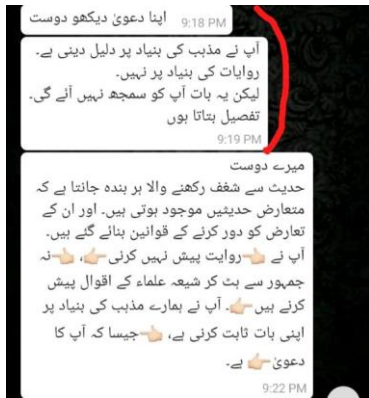 اپنا دعویٰ دیکھو دوست
9:18 PM
آپ نے مذہب کی بنیاد پر دلیل دینی ہے۔
روایات کی بنیاد پر نہیں۔
لیکن یہ بات آپ کو سمجھ نہیں آئے گی۔
تفصیل بتاتا ہوں
9:19 PM
میرے دوست
حدیث سے شغف رکھنے والا ہر بندہ جانتا ہے کہ
متعارض حدیثیں موجود ہوتی ہیں۔ اور ان کے
تعارض کو دور کرنے کے قوانین بنائے گئے ہیں۔
آپ نے 👈🏻روایت پیش نہیں کرنی👉🏻، 👈🏻نہ
جمہور سے ہٹ کر شیعہ علماء کے اقوال پیش
کرنے ہیں👉🏻۔ آپ نے ہمارے مذہب کی بنیاد پر
اپنی بات ثابت کرنی ہے، 👈🏻جیسا کہ آپ کا
دعویٰ👉🏻 ہے۔
9:22 PM